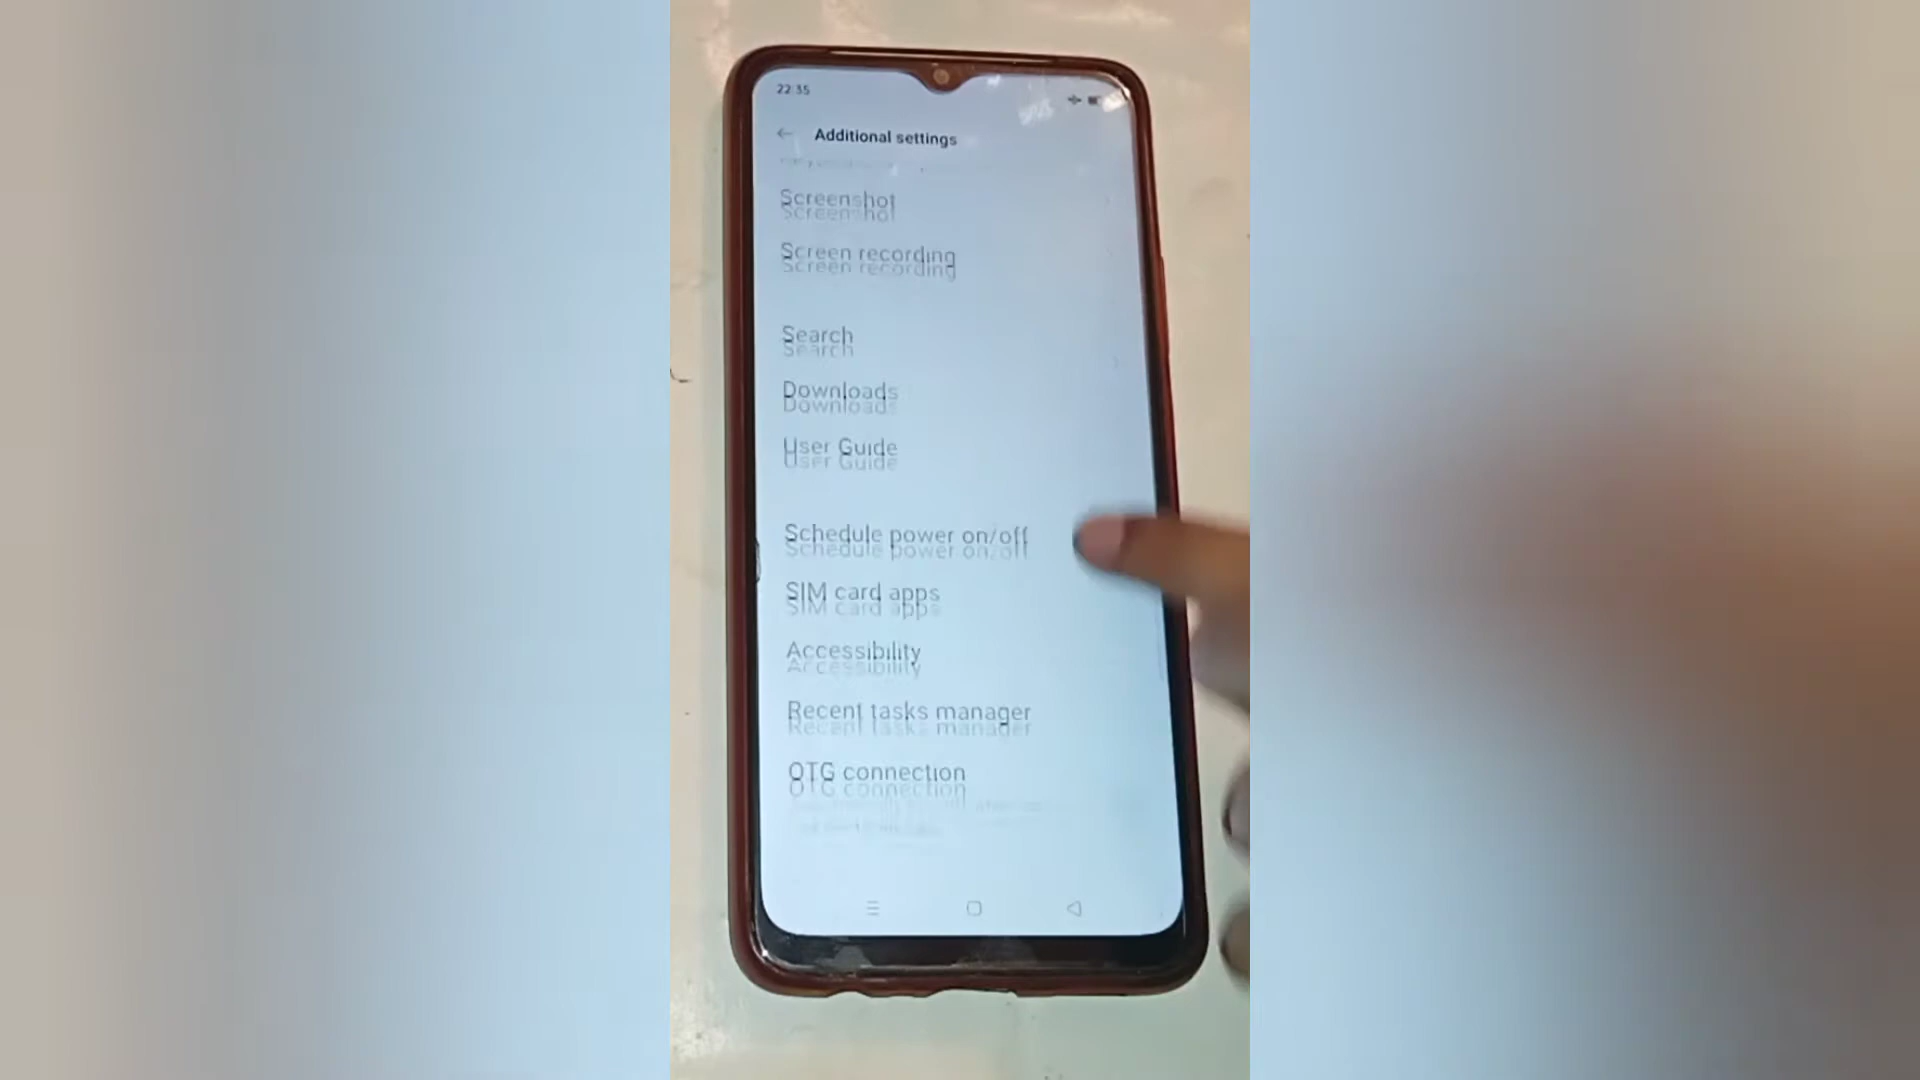 22:35
Additional settings
Screenshot
Screen recording
Search
Downloads
User Guide
Schedule power on/off
SIM card apps
Accessibility
Recent tasks manager
OTG connection